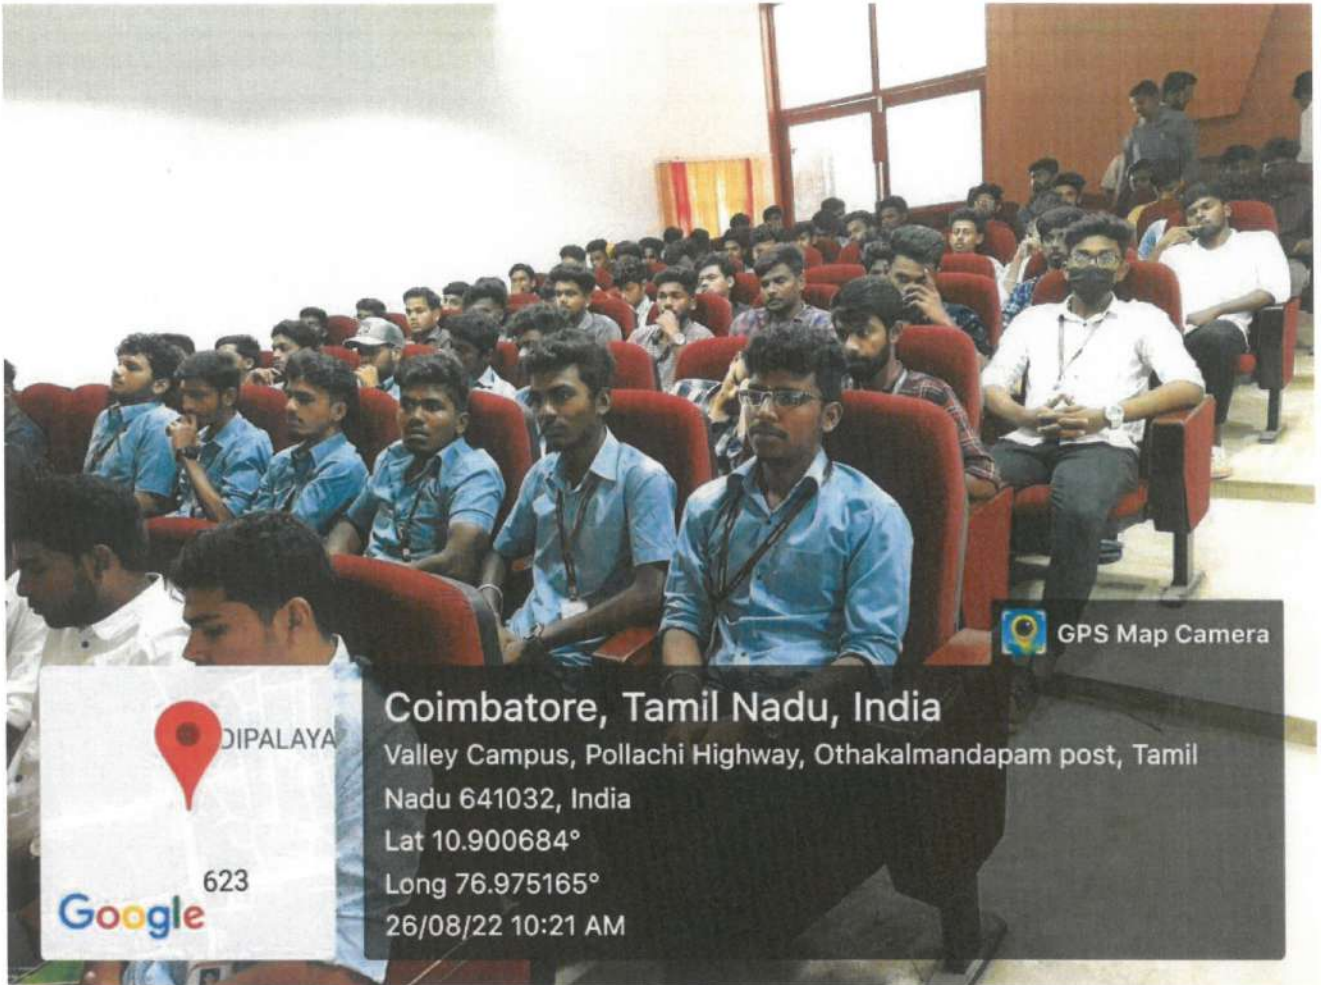 GPS Map Camera
DIPALAYA
623
Google
Coimbatore, Tamil Nadu, India
Valley Campus, Pollachi Highway, Othakalmandapam post, Tamil
Nadu 641032, India
Lat 10.900684°
Long 76.975165°
26/08/22 10:21 AM